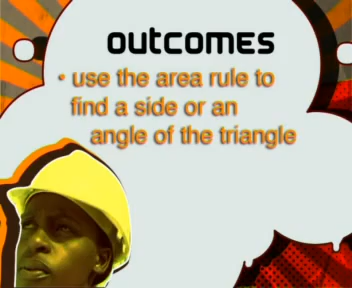 outcomes
• use the area rule to
find a side or an
angle of the triangle